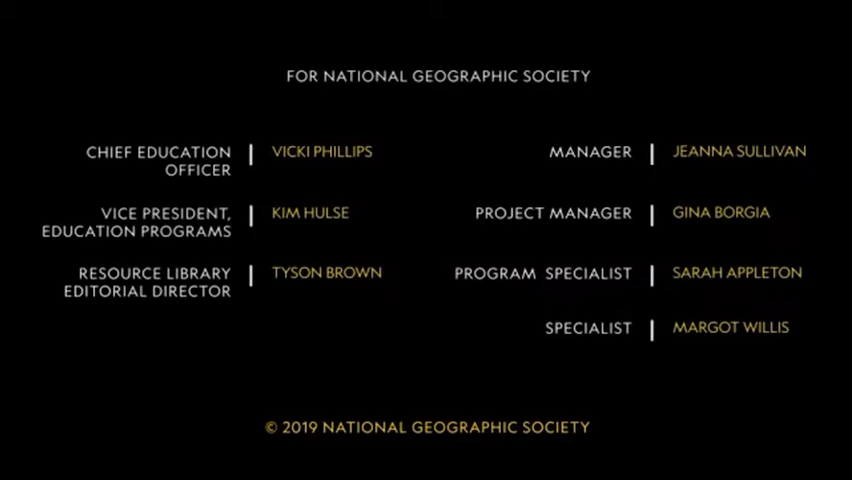 FOR NATIONAL GEOGRAPHIC SOCIETY
CHIEF EDUCATION
OFFICER
VICKI PHILLIPS
VICE PRESIDENT,
EDUCATION PROGRAMS
KIM HULSE
RESOURCE LIBRARY
EDITORIAL DIRECTOR
TYSON BROWN
MANAGER
JEANNA SULLIVAN
PROJECT MANAGER
GINA BORGIA
PROGRAM SPECIALIST
SARAH APPLETON
SPECIALIST
MARGOT WILLIS
© 2019 NATIONAL GEOGRAPHIC SOCIETY